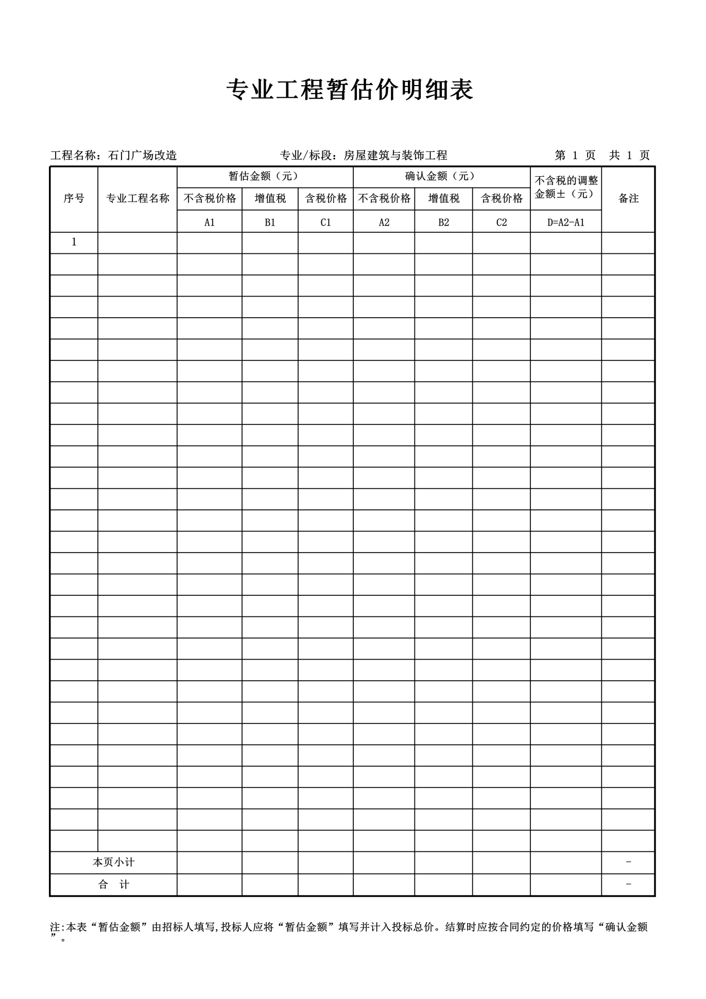 专业工程暂估价明细表
工程名称：石门广场改造 专业/标段：房屋建筑与装饰工程 第 1 页 共 1 页
序号 专业工程名称 暂估金额（元） 确认金额（元） 不含税的调整金额±（元） 备注
不含税价格 增值税 含税价格 不含税价格 增值税 含税价格
A1 B1 C1 A2 B2 C2 D=A2-A1
1
本页小计 -
合 计 -
注:本表“暂估金额”由招标人填写,投标人应将“暂估金额”填写并计入投标总价。结算时应按合同约定的价格填写“确认金额
”。